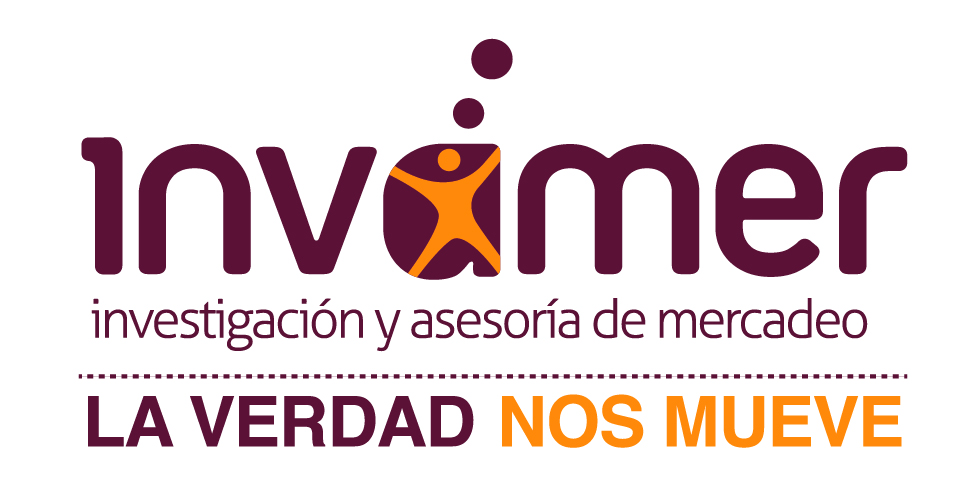 invamer
investigación y asesoría de mercadeo
LA VERDAD NOS MUEVE